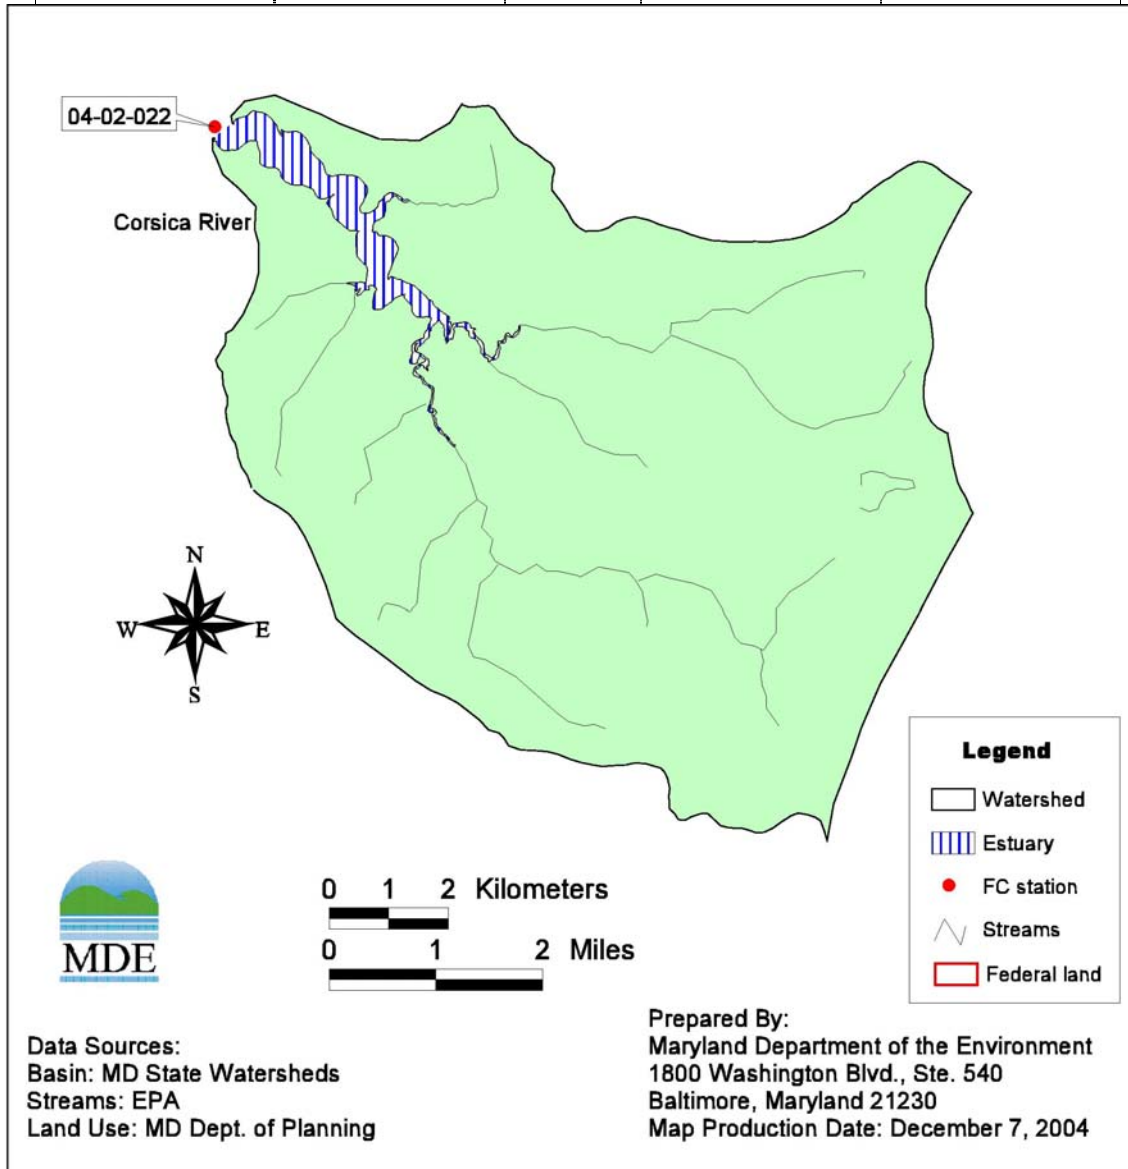 04-02-022
Corsica River
N
W E
S
Legend
Watershed
Estuary
FC station
Streams
Federal land
0 1 2 Kilometers
0 1 2 Miles
MDE
Data Sources:
Basin: MD State Watersheds
Streams: EPA
Land Use: MD Dept. of Planning
Prepared By:
Maryland Department of the Environment
1800 Washington Blvd., Ste. 540
Baltimore, Maryland 21230
Map Production Date: December 7, 2004